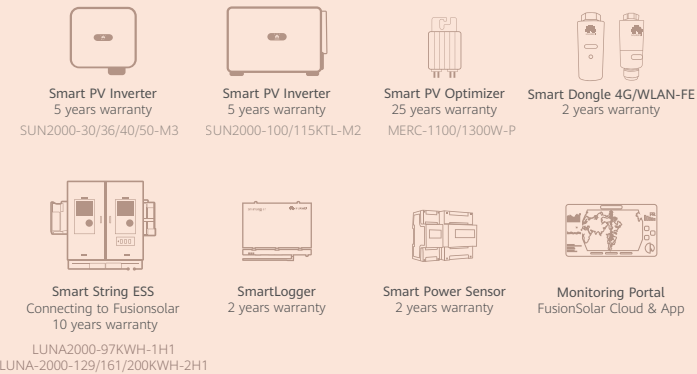 Smart PV Inverter
5 years warranty
SUN2000-30/36/40/50-M3
Smart PV Inverter
5 years warranty
SUN2000-100/115KTL-M2
Smart PV Optimizer
25 years warranty
MERC-1100/1300W-P
Smart Dongle 4G/WLAN-FE
2 years warranty
Smart String ESS
Connecting to Fusionsolar
10 years warranty
LUNA2000-97KWH-1H1
LUNA-2000-129/161/200KWH-2H1
SmartLogger
2 years warranty
Smart Power Sensor
2 years warranty
Monitoring Portal
FusionSolar Cloud & App